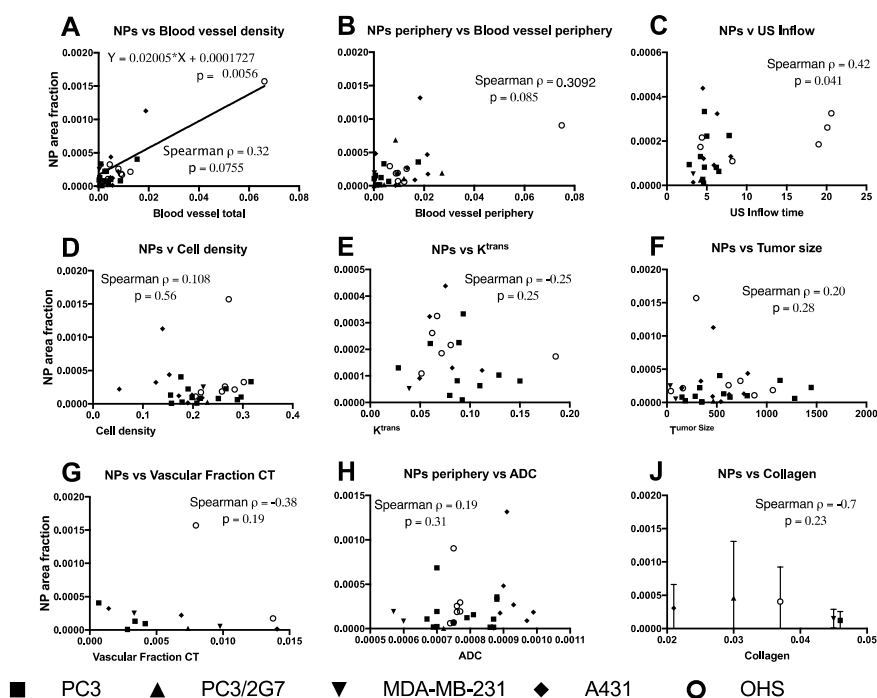 A
NPs vs Blood vessel density
Y = 0.02005*X + 0.0001727
p = 0.0056
Spearman ρ = 0.32
p = 0.0755
NP area fraction
0.0020
0.0015
0.0010
0.0005
0.0000
0.00 0.02 0.04 0.06 0.08
Blood vessel total
B
NPs periphery vs Blood vessel periphery
Spearman ρ = 0.3092
p = 0.085
0.0020
0.0015
0.0010
0.0005
0.0000
0.00 0.02 0.04 0.06 0.08
Blood vessel periphery
C
NPs v US Inflow
Spearman ρ = 0.42
p = 0.041
0.0006
0.0004
0.0002
0.0000
0 5 10 15 20 25
US Inflow time
D
NPs v Cell density
Spearman ρ = 0.108
p = 0.56
NP area fraction
0.0020
0.0015
0.0010
0.0005
0.0000
0.0 0.1 0.2 0.3 0.4
Cell density
E
NPs vs Ktrans
Spearman ρ = -0.25
p = 0.25
0.0005
0.0004
0.0003
0.0002
0.0001
0.0000
0.00 0.05 0.10 0.15 0.20
Ktrans
F
NPs vs Tumor size
Spearman ρ = 0.20
p = 0.28
0.0020
0.0015
0.0010
0.0005
0.0000
0 500 1000 1500 2000
Tumor Size
G
NPs vs Vascular Fraction CT
Spearman ρ = -0.38
p = 0.19
NP area fraction
0.0020
0.0015
0.0010
0.0005
0.0000
0.000 0.005 0.010 0.015
Vascular Fraction CT
H
NPs periphery vs ADC
Spearman ρ = 0.19
p = 0.31
0.0015
0.0010
0.0005
0.0000
0.0005 0.0006 0.0007 0.0008 0.0009 0.0010 0.0011
ADC
J
NPs vs Collagen
Spearman ρ = -0.7
p = 0.23
0.0020
0.0015
0.0010
0.0005
0.0000
0.02 0.03 0.04 0.05
Collagen
PC3 PC3/2G7 MDA-MB-231 A431 OHS